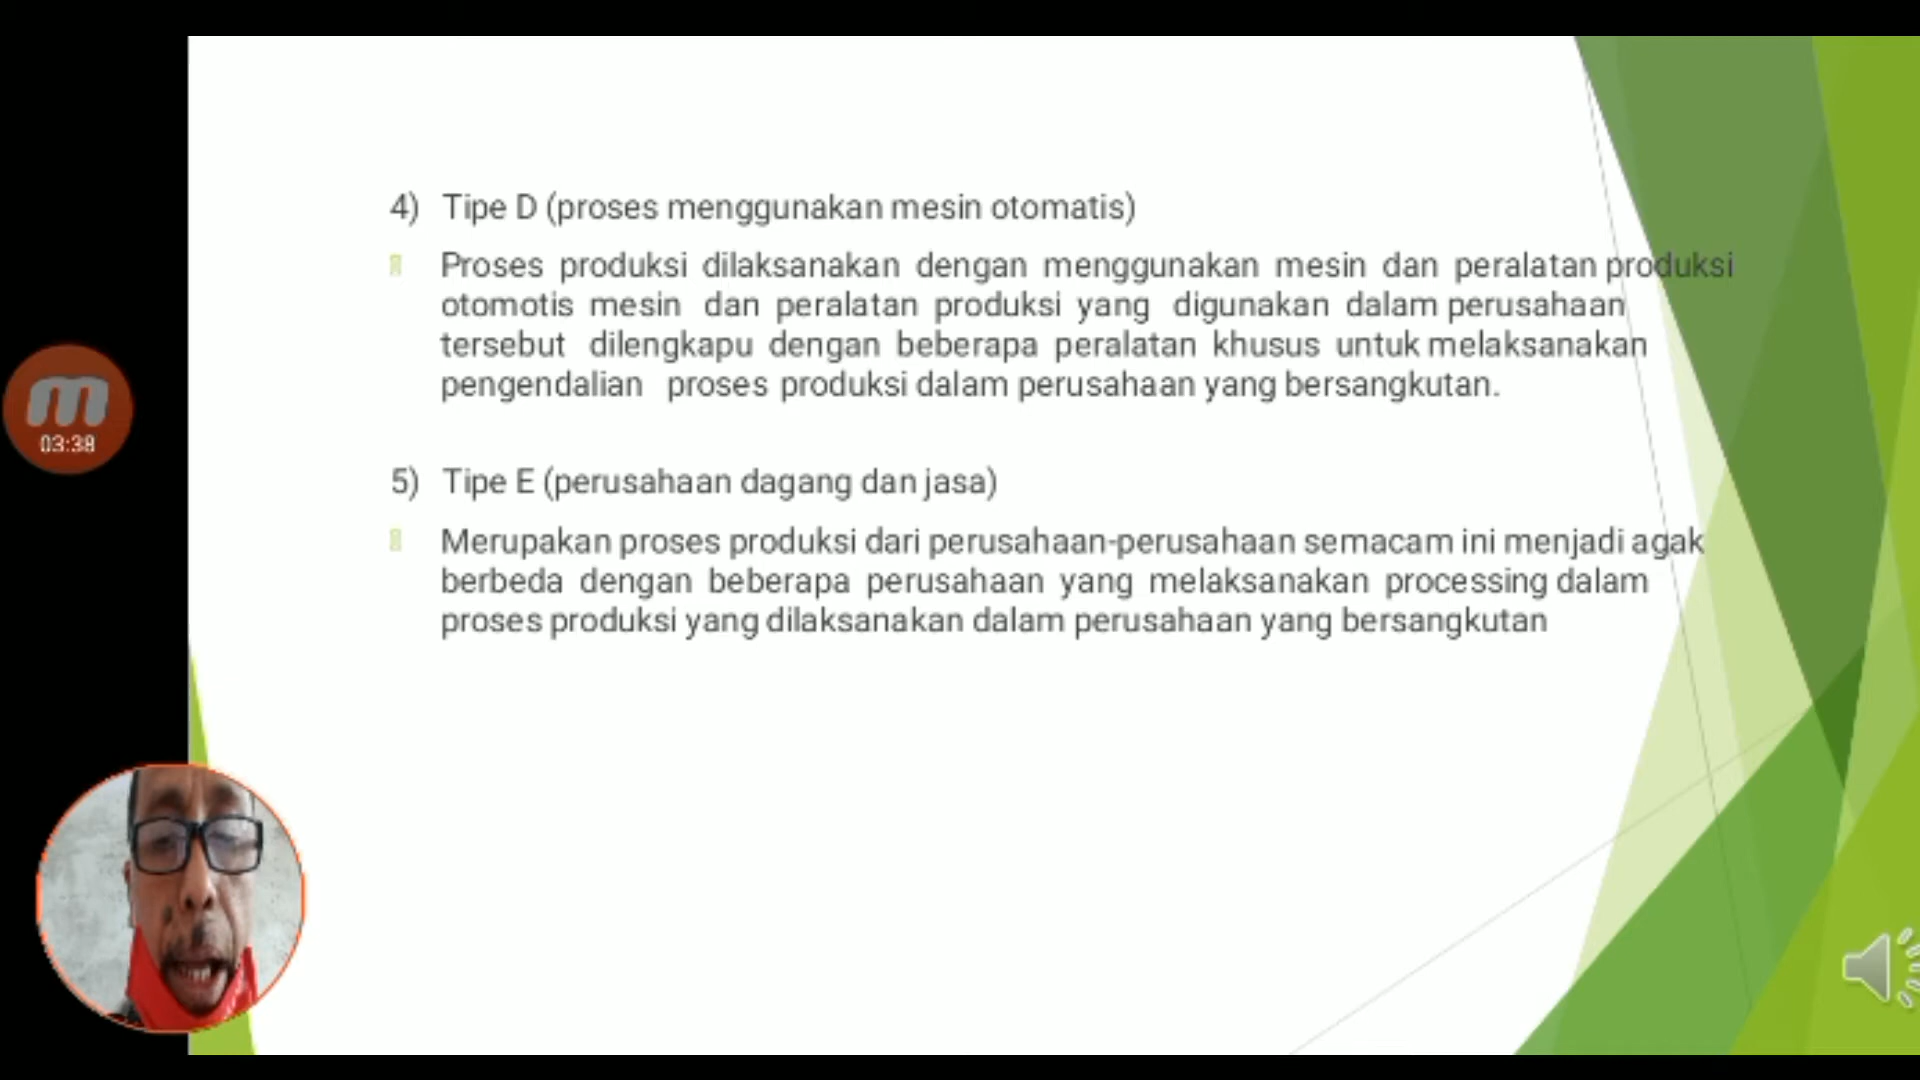 4) Tipe D (proses menggunakan mesin otomatis)
Proses produksi dilaksanakan dengan menggunakan mesin dan peralatan produksi
otomotis mesin dan peralatan produksi yang digunakan dalam perusahaan
tersebut dilengkapu dengan beberapa peralatan khusus untuk melaksanakan
pengendalian proses produksi dalam perusahaan yang bersangkutan.
5) Tipe E (perusahaan dagang dan jasa)
Merupakan proses produksi dari perusahaan-perusahaan semacam ini menjadi agak
berbeda dengan beberapa perusahaan yang melaksanakan processing dalam
proses produksi yang dilaksanakan dalam perusahaan yang bersangkutan
m
03:38